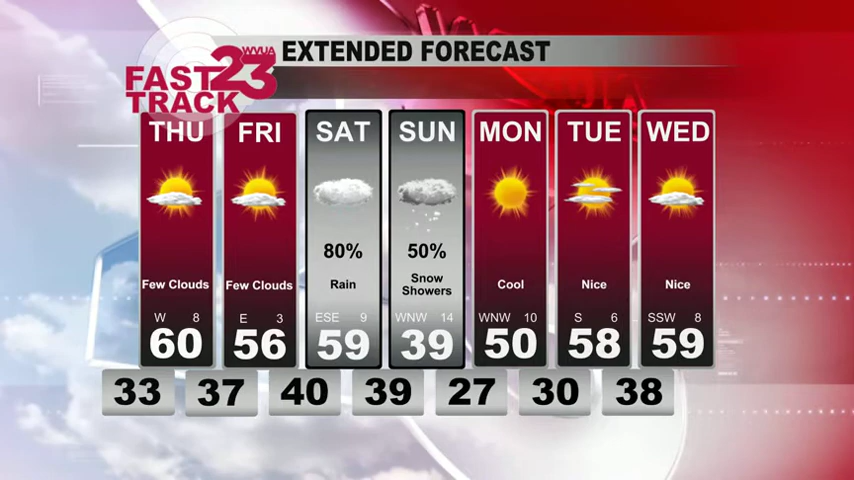 WVUA
23
FAST
TRACK
EXTENDED FORECAST
THU FRI SAT SUN MON TUE WED
80% 50%
Few Clouds Few Clouds Rain Snow Showers Cool Nice Nice
W 8 E 3 ESE 9 WNW 14 WNW 10 S 6 SSW 8
60 56 59 39 50 58 59
33 37 40 39 27 30 38